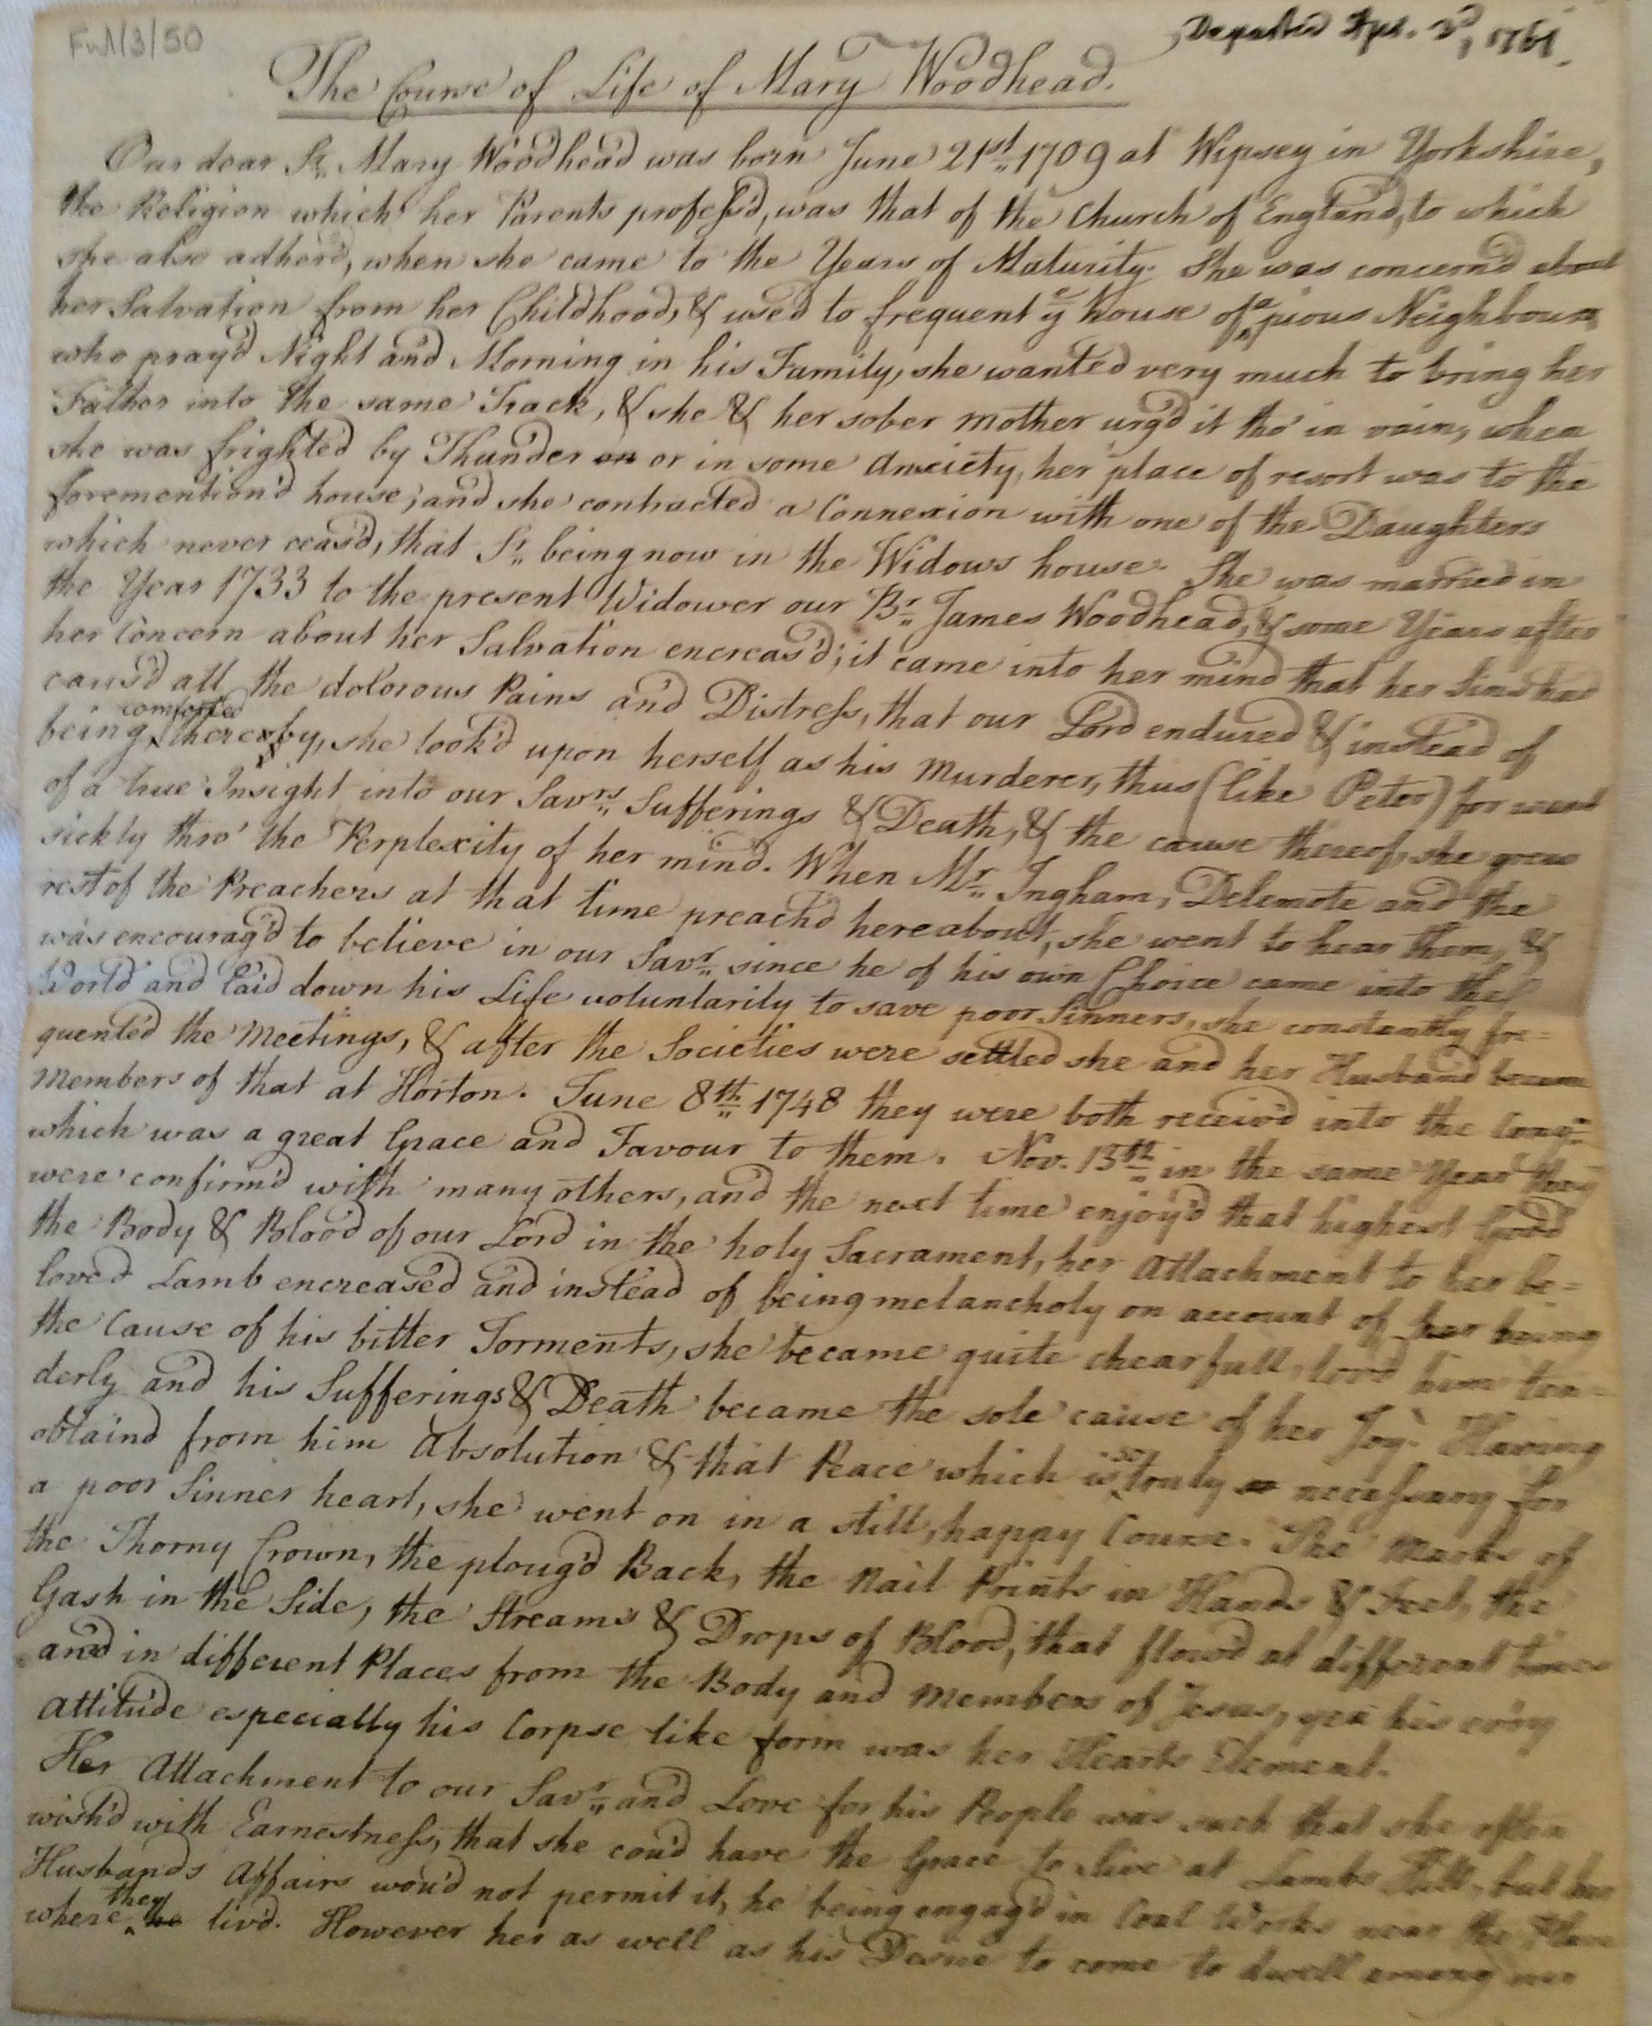 Ful/3/50
Departed Apr. 2d, 1761.
The Course of Life of Mary Woodhead.
Our dear Sr. Mary Woodhead was born June 21st. 1709 at Wipsey in Yorkshire,
the Religion which her Parents profess'd, was that of the Church of England, to which
she also adher'd, when she came to the Years of Maturity. She was concern'd about
her Salvation from her Childhood, & used to frequent ye house of a pious Neighbour
who pray'd Night and Morning in his Family, she wanted very much to bring her
Father into the same Track, & she & her sober mother urg'd it tho' in vain, when
she was frighted by Thunder or in some Anxiety, her place of resort was to the
foremention'd house; and she contracted a Connexion with one of the Daughters
which never ceas'd, that Sr. being now in the Widows house. She was married in
the Year 1733 to the present Widower our Br. James Woodhead, & some Years after
her Concern about her Salvation encreas'd; it came into her mind that her Sins had
caus'd all the dolorous Pains and Distress, that our Lord endured & instead of
being comforted thereby, she look'd upon herself as his Murderer, thus (like Peter) for want
of a true Insight into our Savrs. Sufferings & Death, & the cause thereof, she grew
sickly thro' the Perplexity of her mind. When Mr. Ingham, Delemote and the
rest of the Preachers at that time preach'd hereabout, she went to hear them, &
was encourag'd to believe in our Savr. since he of his own Choice came into the
World and laid down his Life voluntarily to save poor Sinners, she constantly fre=
quented the Meetings, & after the Societies were settled she and her Husband became
Members of that at Horton. June 8th. 1748 they were both receiv'd into the Congn.
which was a great Grace and Favour to them. Nov. 13th. in the same Year they
were confirm'd with many others, and the next time enjoy'd that highest Good
the Body & Blood of our Lord in the holy Sacrament, her Attachment to her be=
loved Lamb encreased and instead of being melancholy on account of her being
the Cause of his bitter Torments, she became quite chearfull, lov'd him ten=
derly and his Sufferings & Death became the sole cause of her Joy. Having
obtaind from him Absolution & that Peace which is so truly necessary for
a poor Sinner heart, she went on in a still, happy Course. The Marks of
the Thorny Crown, the ploug'd Back, the Nail Prints in Hands & Feet, the
Gash in the Side, the Streams & Drops of Blood, that flow'd at different times
and in different Places from the Body and Members of Jesus, yea his ev'ry
Attitude especially his Corpse like form was her Hearts Element.
Her Attachment to our Savr. and Love for his People was such that she often
wish'd with Earnestness, that she cou'd have the Grace to live at Lambs Hill, but her
Husbands Affairs wou'd not permit it, he being engag'd in Coal Works near the Place
where they liv'd. However her as well as his Desire to come to dwell among us